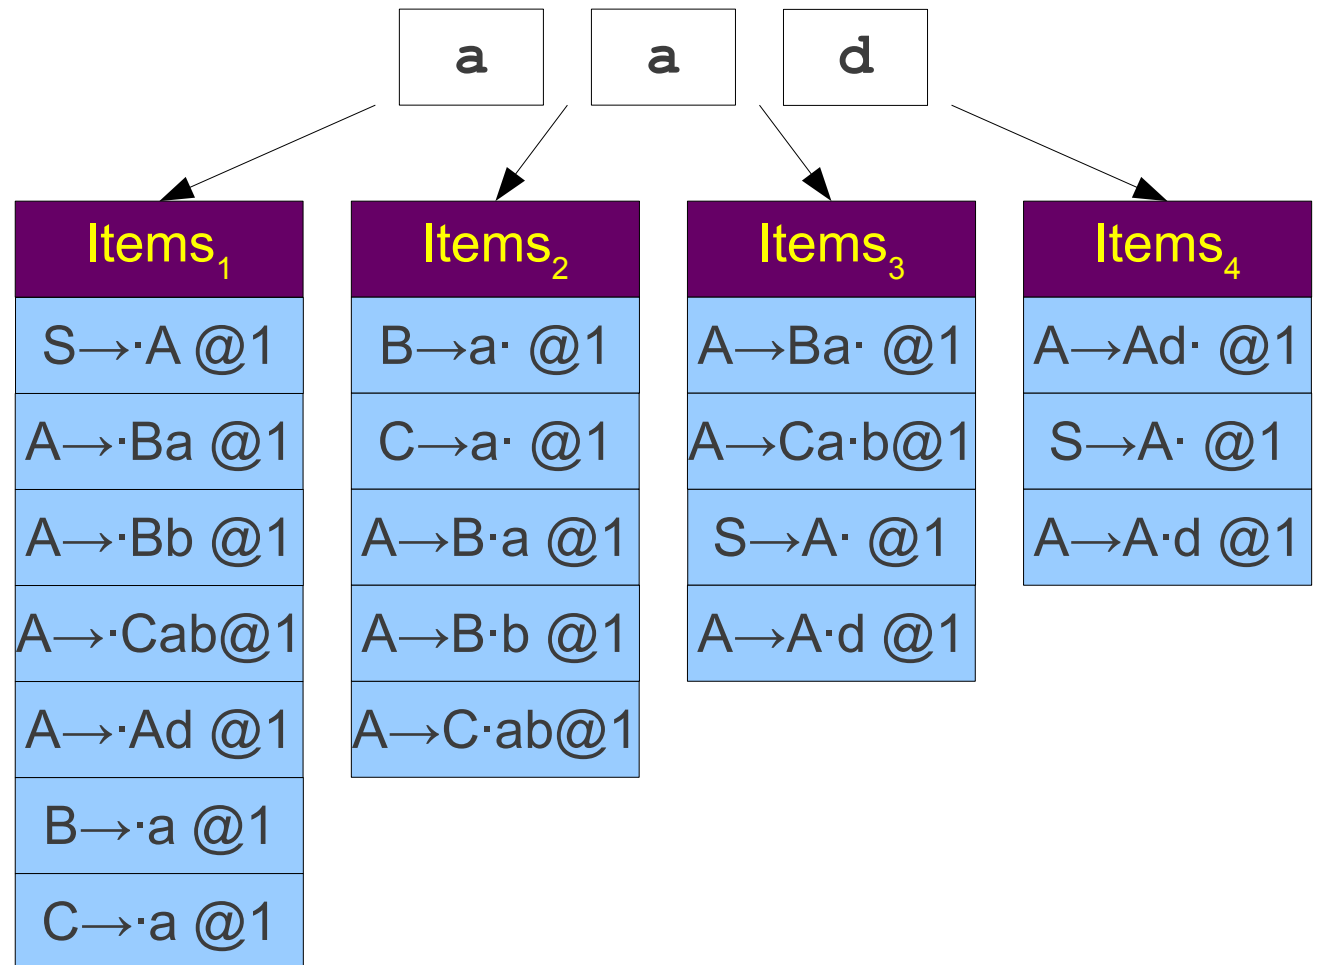 a a d
Items₁ Items₂ Items₃ Items₄
S→·A @1 B→a· @1 A→Ba· @1 A→Ad· @1
A→·Ba @1 C→a· @1 A→Ca·b@1 S→A· @1
A→·Bb @1 A→B·a @1 S→A· @1 A→A·d @1
A→·Cab@1 A→B·b @1 A→A·d @1
A→·Ad @1 A→C·ab@1
B→·a @1
C→·a @1